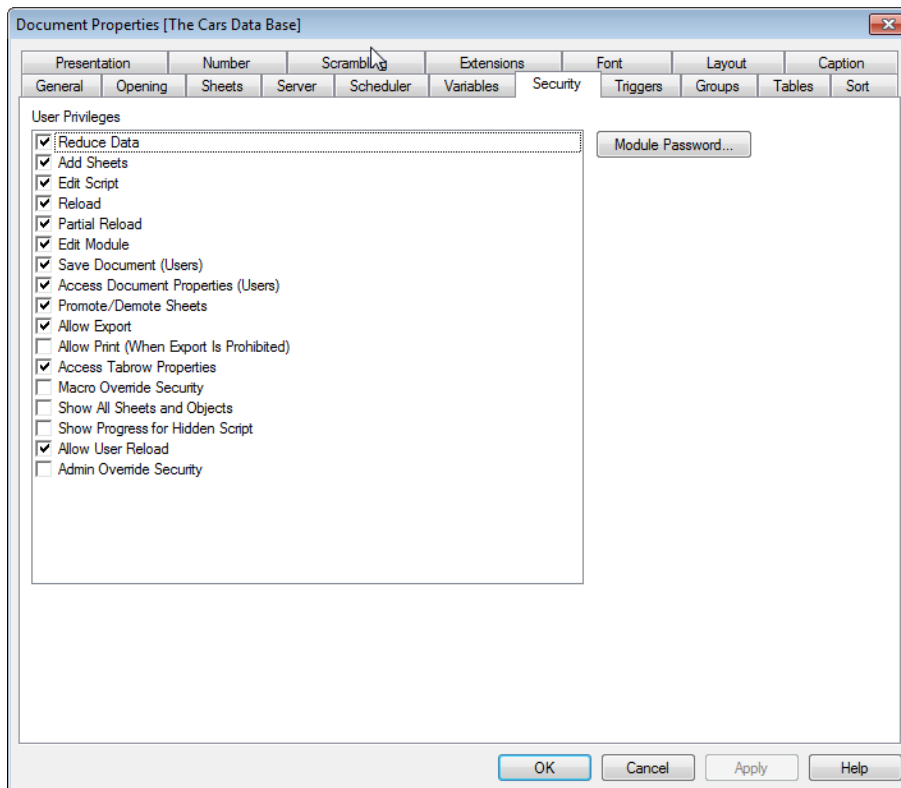 Document Properties [The Cars Data Base]
Presentation Number Scrambling Extensions Font Layout Caption
General Opening Sheets Server Scheduler Variables Security Triggers Groups Tables Sort
User Privileges
Reduce Data
Module Password...
Add Sheets
Edit Script
Reload
Partial Reload
Edit Module
Save Document (Users)
Access Document Properties (Users)
Promote/Demote Sheets
Allow Export
Allow Print (When Export Is Prohibited)
Access Tabrow Properties
Macro Override Security
Show All Sheets and Objects
Show Progress for Hidden Script
Allow User Reload
Admin Override Security
OK Cancel Apply Help